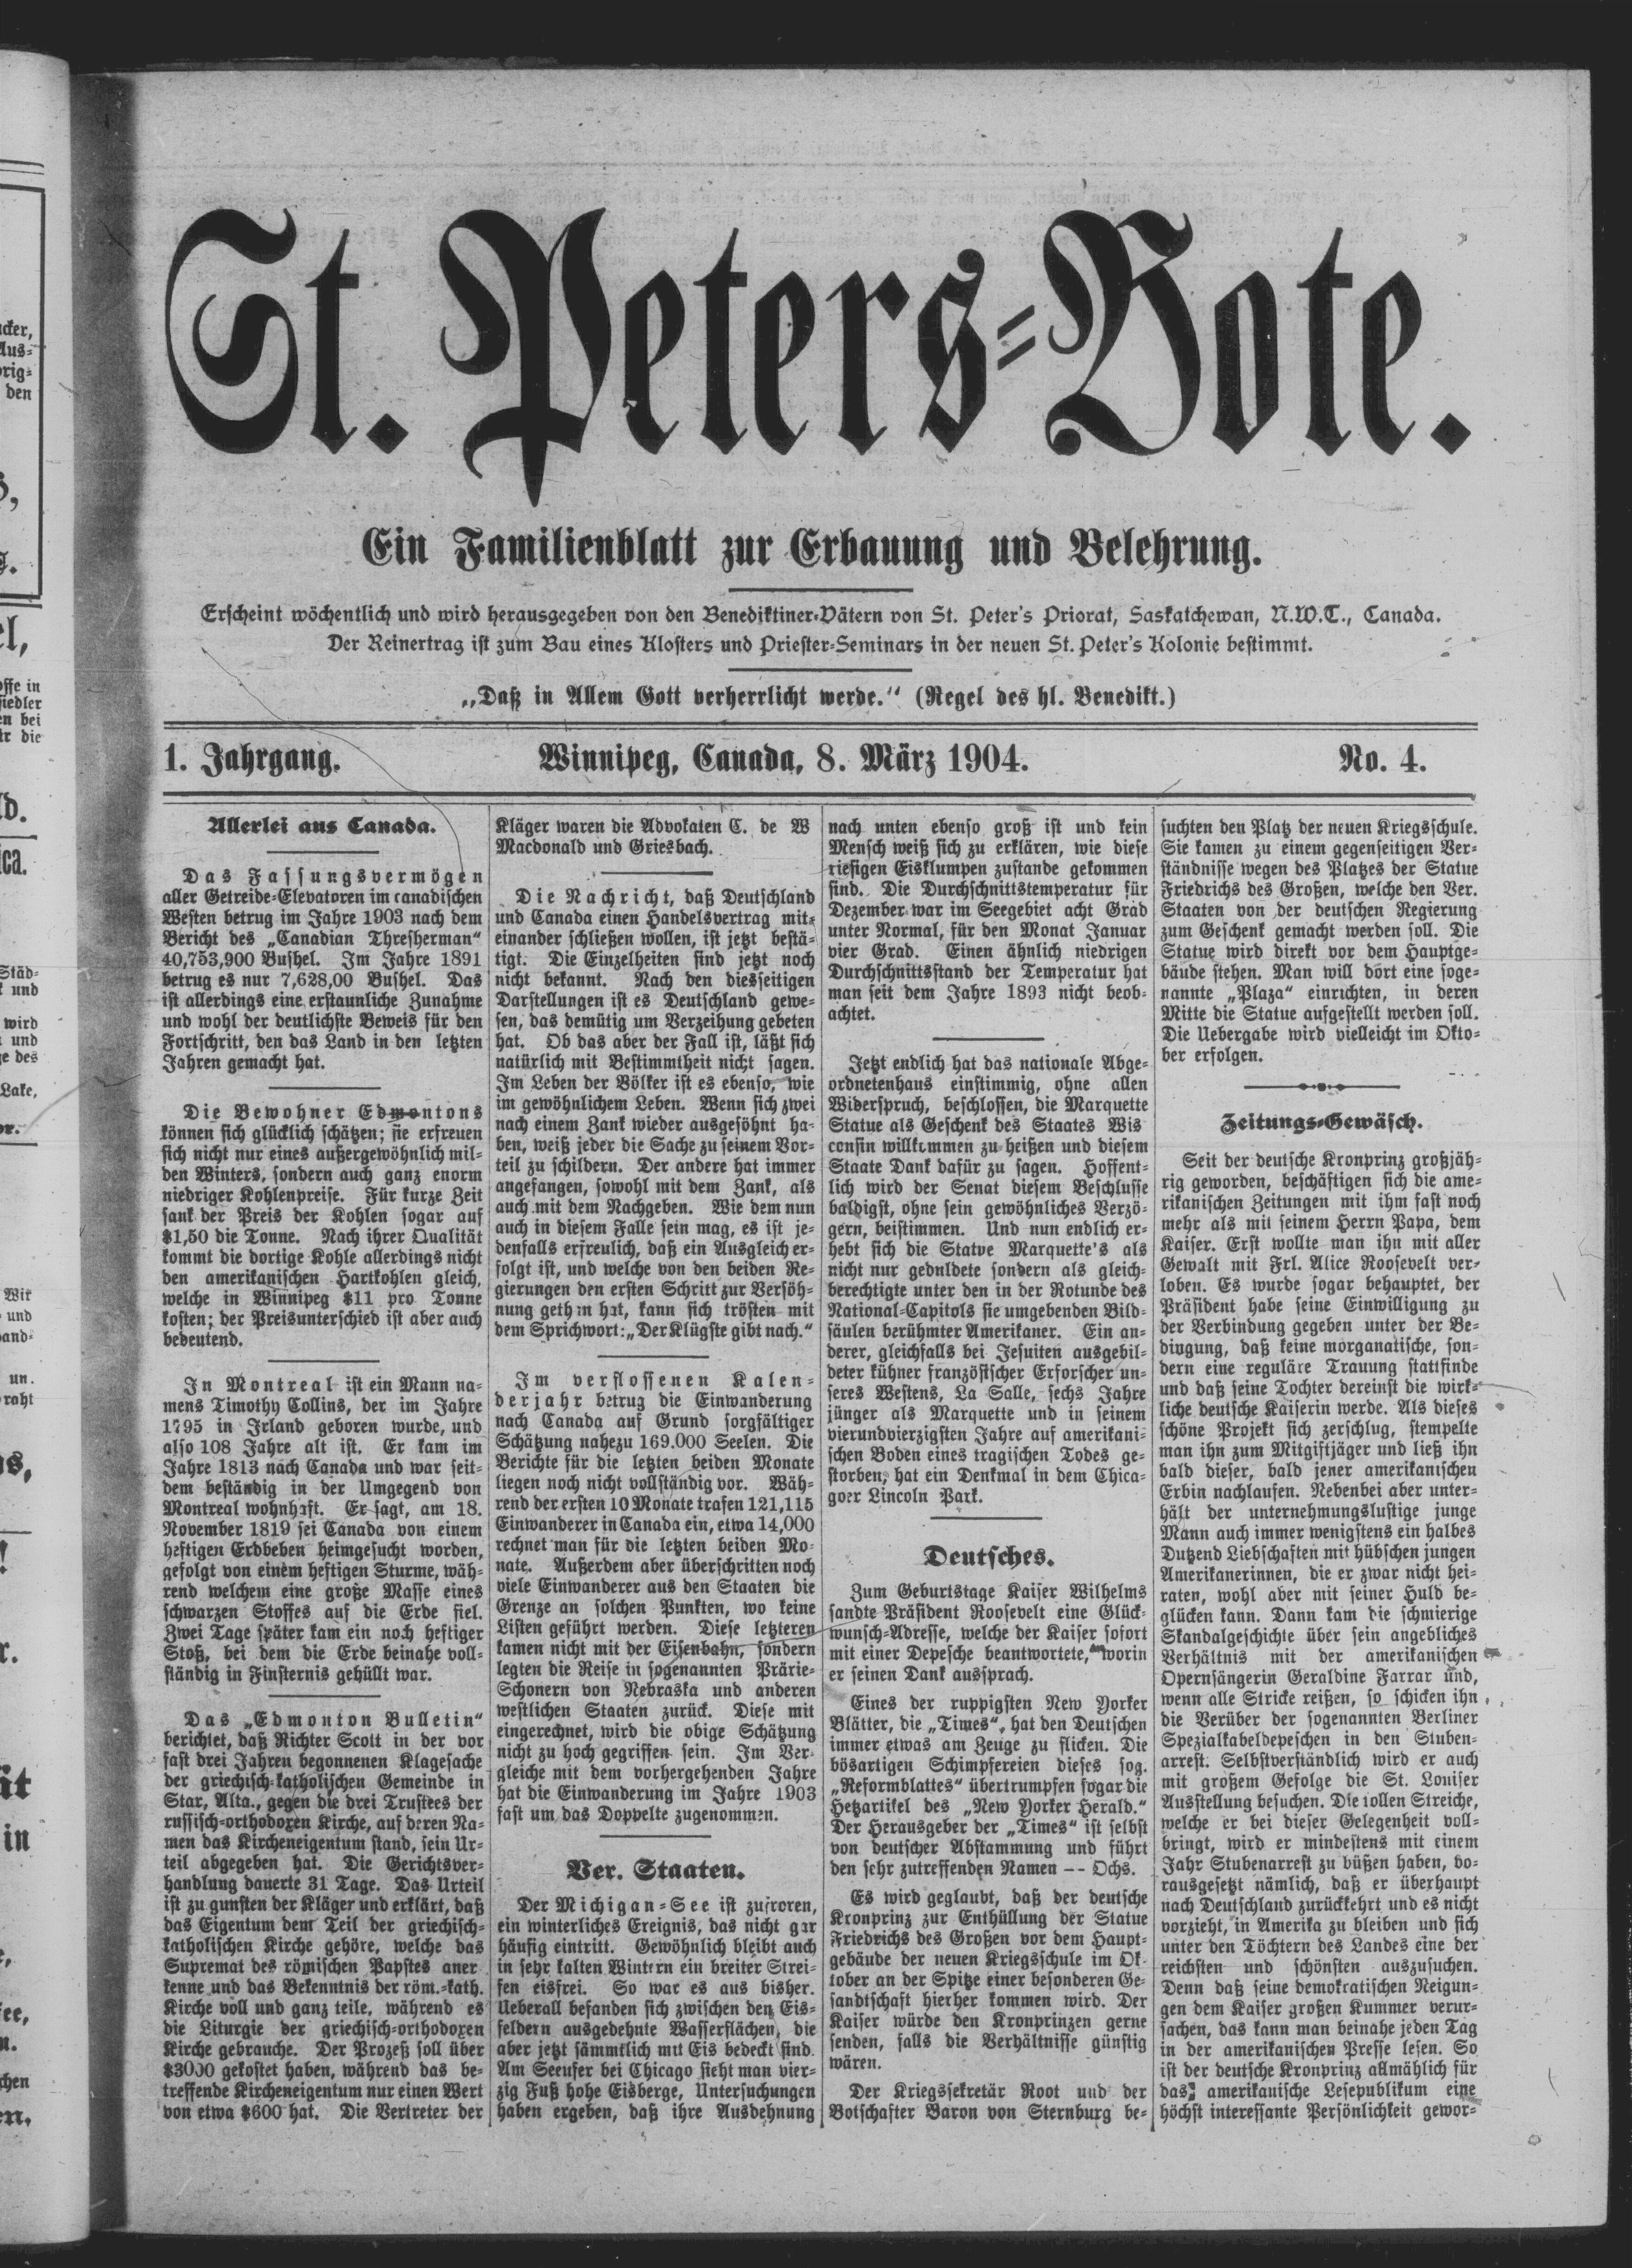 St. Peters-Bote.
Ein Familienblatt zur Erbauung und Belehrung.
Erscheint wöchentlich und wird herausgegeben von den Benediktiner-Vätern von St. Peter's Priorat, Saskatchewan, N.W.T., Canada.
Der Reinertrag ist zum Bau eines Klosters und Priester-Seminars in der neuen St. Peter's Kolonie bestimmt.
„Daß in Allem Gott verherrlicht werde.“ (Regel des hl. Benedikt.)
1. Jahrgang. Winnipeg, Canada, 8. März 1904. No. 4.
Allerlei aus Canada.
Das Fassungsvermögen
aller Getreide-Elevatoren im canadischen
Westen betrug im Jahre 1903 nach dem
Bericht des „Canadian Thresherman“
40,753,900 Bushel. Im Jahre 1891
betrug es nur 7,628,00 Bushel. Das
ist allerdings eine erstaunliche Zunahme
und wohl der deutlichste Beweis für den
Fortschritt, den das Land in den letzten
Jahren gemacht hat.
Die Bewohner Edmontons
können sich glücklich schätzen; sie erfreuen
sich nicht nur eines außergewöhnlich mil-
den Winters, sondern auch ganz enorm
niedriger Kohlenpreise. Für kurze Zeit
sank der Preis der Kohlen sogar auf
$1,50 die Tonne. Nach ihrer Qualität
kommt die dortige Kohle allerdings nicht
den amerikanischen Hartkohlen gleich,
welche in Winnipeg $11 pro Tonne
kosten; der Preisunterschied ist aber auch
bedeutend.
In Montreal ist ein Mann na-
mens Timothy Collins, der im Jahre
1795 in Irland geboren wurde, und
also 108 Jahre alt ist. Er kam im
Jahre 1813 nach Canada und war seit-
dem beständig in der Umgegend von
Montreal wohnhaft. Er sagt, am 18.
November 1819 sei Canada von einem
heftigen Erdbeben heimgesucht worden,
gefolgt von einem heftigen Sturme, wäh-
rend welchem eine große Masse eines
schwarzen Stoffes auf die Erde fiel.
Zwei Tage später kam ein noch heftiger
Stoß, bei dem die Erde beinahe voll-
ständig in Finsternis gehüllt war.
Das „Edmonton Bulletin“
berichtet, daß Richter Scott in der vor
fast drei Jahren begonnenen Klagesache
der griechisch-katholischen Gemeinde in
Star, Alta., gegen die drei Trustees der
russisch-orthodoxen Kirche, auf deren Na-
men das Kircheneigentum stand, sein Ur-
teil abgegeben hat. Die Gerichtsver-
handlung dauerte 31 Tage. Das Urteil
ist zu gunsten der Kläger und erklärt, daß
das Eigentum dem Teil der griechisch-
katholischen Kirche gehöre, welche das
Supremat des römischen Papstes aner
kenne und das Bekenntnis der röm.-kath.
Kirche voll und ganz teile, während es
die Liturgie der griechisch-orthodoxen
Kirche gebrauche. Der Prozeß soll über
$3000 gekostet haben, während das be-
treffende Kircheneigentum nur einen Wert
von etwa $600 hat. Die Vertreter der
Kläger waren die Advokaten C. de W
Macdonald und Griesbach.
Die Nachricht, daß Deutschland
und Canada einen Handelsvertrag mit-
einander schließen wollen, ist jetzt bestä-
tigt. Die Einzelheiten sind jetzt noch
nicht bekannt. Nach den diesseitigen
Darstellungen ist es Deutschland gewe-
sen, das demütig um Verzeihung gebeten
hat. Ob das aber der Fall ist, läßt sich
natürlich mit Bestimmtheit nicht sagen.
Im Leben der Völker ist es ebenso, wie
im gewöhnlichem Leben. Wenn sich zwei
nach einem Zank wieder ausgesöhnt ha-
ben, weiß jeder die Sache zu seinem Vor-
teil zu schildern. Der andere hat immer
angefangen, sowohl mit dem Zank, als
auch mit dem Nachgeben. Wie dem nun
auch in diesem Falle sein mag, es ist je-
denfalls erfreulich, daß ein Ausgleich er-
folgt ist, und welche von den beiden Re-
gierungen den ersten Schritt zur Versöh-
nung gethan hat, kann sich trösten mit
dem Sprichwort: „Der Klügste gibt nach.“
Im verflossenen Kalen-
derjahr betrug die Einwanderung
nach Canada auf Grund sorgfältiger
Schätzung nahezu 169.000 Seelen. Die
Berichte für die letzten beiden Monate
liegen noch nicht vollständig vor. Wäh-
rend der ersten 10 Monate trafen 121,115
Einwanderer in Canada ein, etwa 14,000
rechnet man für die letzten beiden Mo-
nate. Außerdem aber überschritten noch
viele Einwanderer aus den Staaten die
Grenze an solchen Punkten, wo keine
Listen geführt werden. Diese letzteren
kamen nicht mit der Eisenbahn, sondern
legten die Reise in sogenannten Prärie-
Schonern von Nebraska und anderen
westlichen Staaten zurück. Diese mit
eingerechnet, wird die obige Schätzung
nicht zu hoch gegriffen sein. Im Ver-
gleiche mit dem vorhergehenden Jahre
hat die Einwanderung im Jahre 1903
fast um das Doppelte zugenommen.
Ver. Staaten.
Der Michigan-See ist zufroren,
ein winterliches Ereignis, das nicht gar
häufig eintritt. Gewöhnlich bleibt auch
in sehr kalten Wintern ein breiter Strei-
fen eisfrei. So war es aus bisher.
Ueberall befanden sich zwischen den Eis-
feldern ausgedehnte Wasserflächen, die
aber jetzt sämmtlich mit Eis bedeckt sind.
Am Seeufer bei Chicago sieht man vier-
zig Fuß hohe Eisberge, Untersuchungen
haben ergeben, daß ihre Ausdehnung
nach unten ebenso groß ist und kein
Mensch weiß sich zu erklären, wie diese
riesigen Eisklumpen zustande gekommen
sind. Die Durchschnittstemperatur für
Dezember war im Seegebiet acht Grad
unter Normal, für den Monat Januar
vier Grad. Einen ähnlich niedrigen
Durchschnittsstand der Temperatur hat
man seit dem Jahre 1893 nicht beob-
achtet.
Jetzt endlich hat das nationale Abge-
ordnetenhaus einstimmig, ohne allen
Widerspruch, beschlossen, die Marquette
Statue als Geschenk des Staates Wis
consin willkommen zu heißen und diesem
Staate Dank dafür zu sagen. Hoffent-
lich wird der Senat diesem Beschlusse
baldigst, ohne sein gewöhnliches Verzö-
gern, beistimmen. Und nun endlich er-
hebt sich die Statve Marquette's als
nicht nur geduldete sondern als gleich-
berechtigte unter den in der Rotunde des
National-Capitols sie umgebenden Bild-
säulen berühmter Amerikaner. Ein an-
derer, gleichfalls bei Jesuiten ausgebil-
deter kühner französischer Erforscher un-
seres Westens, La Salle, sechs Jahre
jünger als Marquette und in seinem
vierundvierzigsten Jahre auf amerikani-
schen Boden eines tragischen Todes ge-
storben, hat ein Denkmal in dem Chica-
goer Lincoln Park.
Deutsches.
Zum Geburtstage Kaiser Wilhelms
sandte Präsident Roosevelt eine Glück-
wunsch-Adresse, welche der Kaiser sofort
mit einer Depesche beantwortete, worin
er seinen Dank aussprach.
Eines der ruppigsten New Yorker
Blätter, die „Times“, hat den Deutschen
immer etwas am Zeuge zu flicken. Die
bösartigen Schimpfereien dieses sog.
„Reformblattes“ übertrumpfen sogar die
Hetzartikel des „New Yorker Herald.“
Der Herausgeber der „Times“ ist selbst
von deutscher Abstammung und führt
den sehr zutreffenden Namen -- Ochs.
Es wird geglaubt, daß der deutsche
Kronprinz zur Enthüllung der Statue
Friedrichs des Großen vor dem Haupt-
gebäude der neuen Kriegsschule im Ok-
tober an der Spitze einer besonderen Ge-
sandtschaft hierher kommen wird. Der
Kaiser würde den Kronprinzen gerne
senden, falls die Verhältnisse günstig
wären.
Der Kriegssekretär Root und der
Botschafter Baron von Sternburg be-
suchten den Platz der neuen Kriegsschule.
Sie kamen zu einem gegenseitigen Ver-
ständnisse wegen des Platzes der Statue
Friedrichs des Großen, welche den Ver.
Staaten von der deutschen Regierung
zum Geschenk gemacht werden soll. Die
Statue wird direkt vor dem Hauptge-
bäude stehen. Man will dort eine soge-
nannte „Plaza“ einrichten, in deren
Mitte die Statue aufgestellt werden soll.
Die Uebergabe wird vielleicht im Okto-
ber erfolgen.
Zeitungs-Gewäsch.
Seit der deutsche Kronprinz großjäh-
rig geworden, beschäftigen sich die ame-
rikanischen Zeitungen mit ihm fast noch
mehr als mit seinem Herrn Papa, dem
Kaiser. Erst wollte man ihn mit aller
Gewalt mit Frl. Alice Roosevelt ver-
loben. Es wurde sogar behauptet, der
Präsident habe seine Einwilligung zu
der Verbindung gegeben unter der Be-
dingung, daß keine morganatische, son-
dern eine reguläre Trauung stattfinde
und daß seine Tochter dereinst die wirk-
liche deutsche Kaiserin werde. Als dieses
schöne Projekt sich zerschlug, stempelte
man ihn zum Mitgiftjäger und ließ ihn
bald dieser, bald jener amerikanischen
Erbin nachlaufen. Nebenbei aber unter-
hält der unternehmungslustige junge
Mann auch immer wenigstens ein halbes
Dutzend Liebschaften mit hübschen jungen
Amerikanerinnen, die er zwar nicht hei-
raten, wohl aber mit seiner Huld be-
glücken kann. Dann kam die schmierige
Skandalgeschichte über sein angebliches
Verhältnis mit der amerikanischen
Opernsängerin Geraldine Farrar und,
wenn alle Stricke reißen, so schicken ihn
die Verüber der sogenannten Berliner
Spezialkabeldepeschen in den Stuben-
arrest. Selbstverständlich wird er auch
mit großem Gefolge die St. Louiser
Ausstellung besuchen. Die tollen Streiche,
welche er bei dieser Gelegenheit voll-
bringt, wird er mindestens mit einem
Jahr Stubenarrest zu büßen haben, vo-
rausgesetzt nämlich, daß er überhaupt
nach Deutschland zurückkehrt und es nicht
vorzieht, in Amerika zu bleiben und sich
unter den Töchtern des Landes eine der
reichsten und schönsten auszusuchen.
Denn daß seine demokratischen Neigun-
gen dem Kaiser großen Kummer verur-
sachen, das kann man beinahe jeden Tag
in der amerikanischen Presse lesen. So
ist der deutsche Kronprinz allmählich für
das amerikanische Lesepublikum eine
höchst interessante Persönlichkeit gewor-